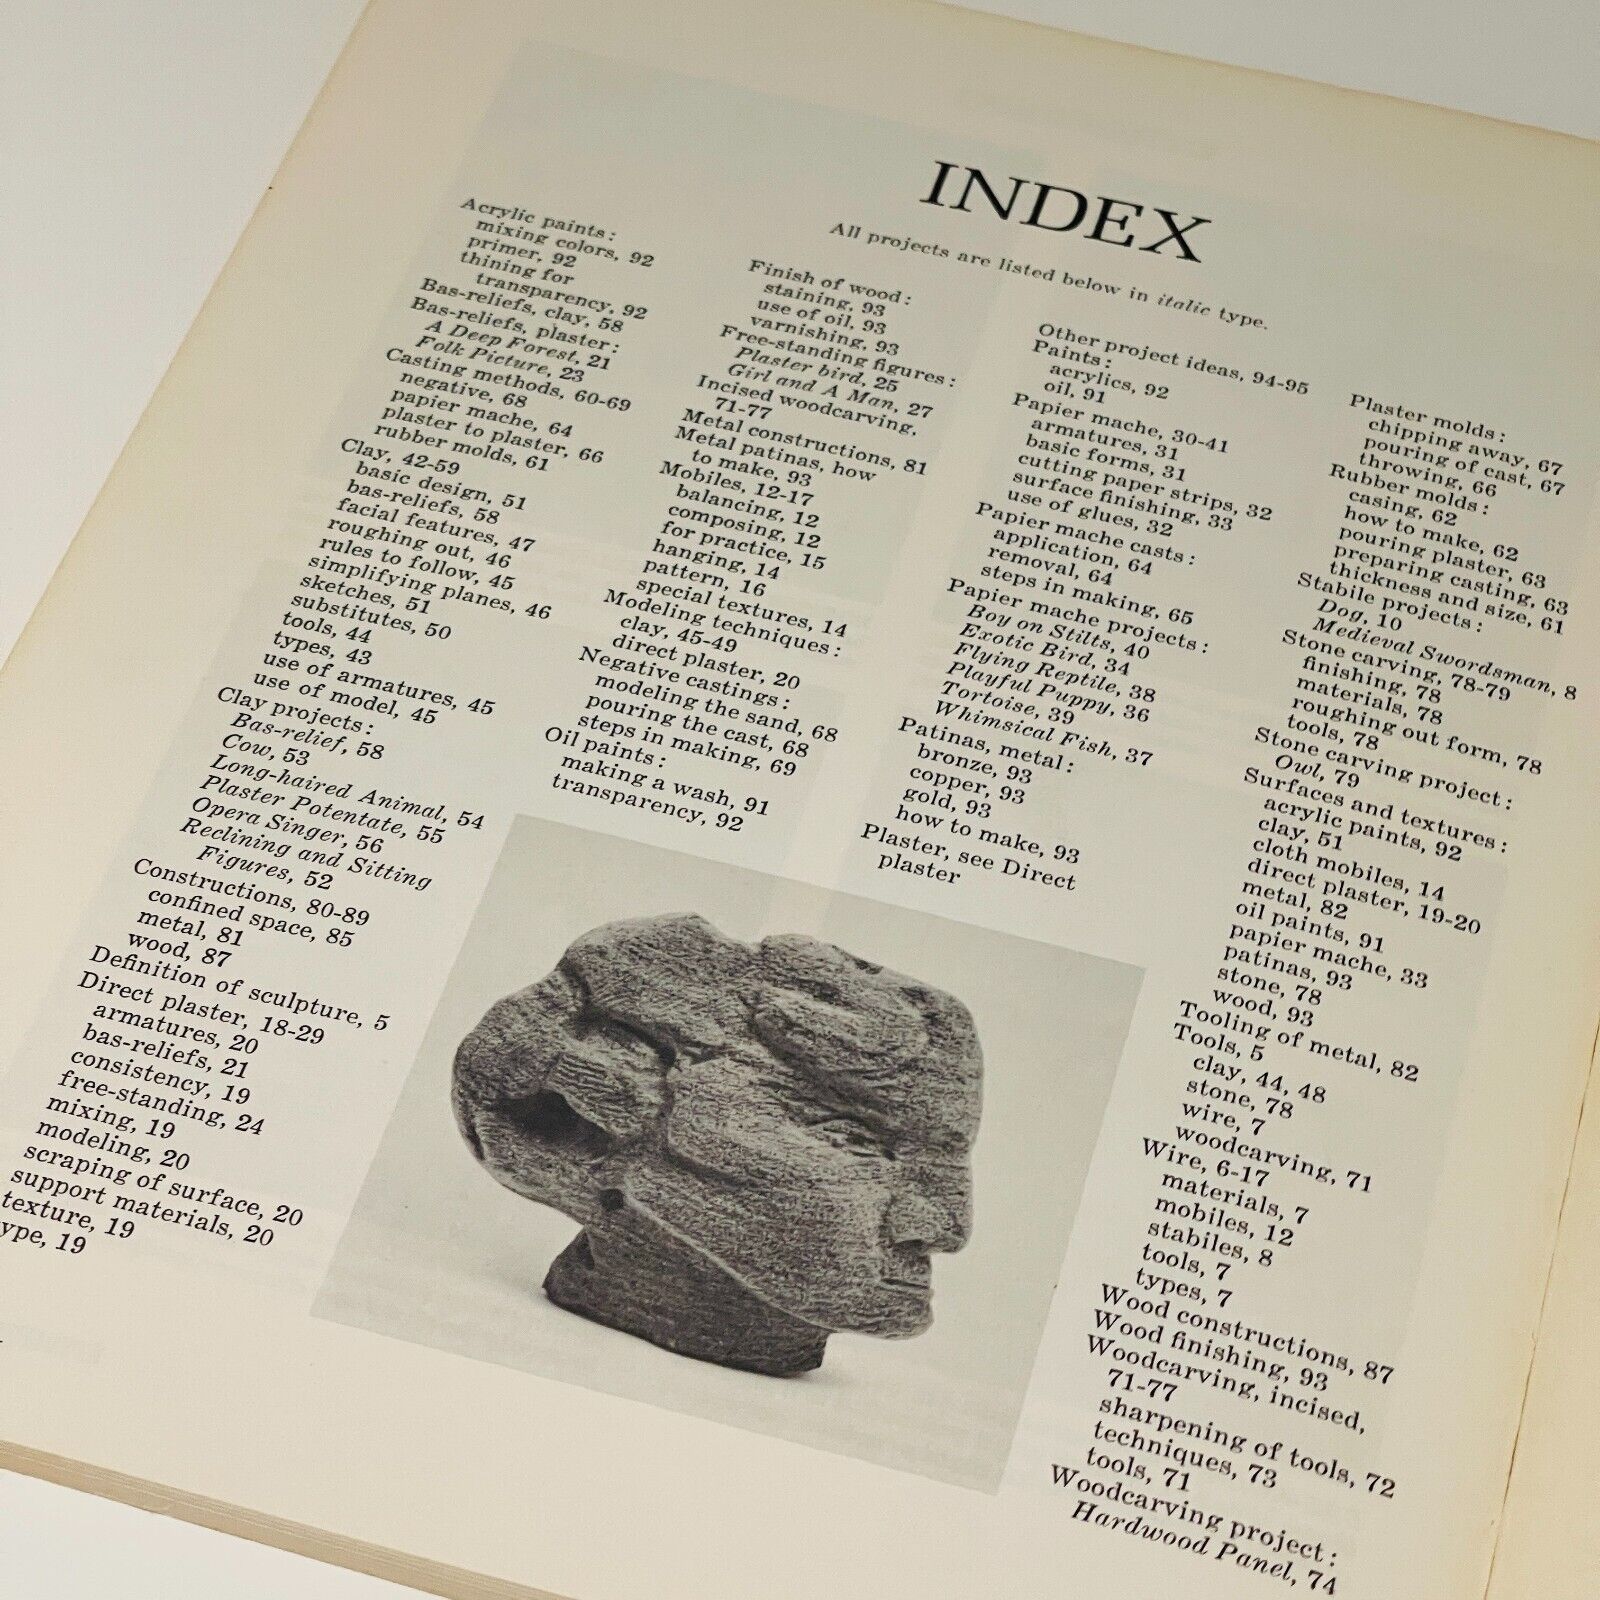 INDEX
All projects are listed below in italic type.
Acrylic paints:
mixing colors, 92
primer, 92
thining for
transparency, 92
Bas-reliefs, clay, 58
Bas-reliefs, plaster:
A Deep Forest, 21
Folk Picture, 23
Casting methods, 60-69
negative, 68
papier mache, 64
plaster to plaster, 66
rubber molds, 61
Clay, 42-59
basic design, 51
bas-reliefs, 58
facial features, 47
roughing out, 46
rules to follow, 45
simplifying planes, 46
sketches, 51
substitutes, 50
tools, 44
types, 43
use of armatures, 45
use of model, 45
Clay projects:
Bas-relief, 58
Cow, 53
Long-haired Animal, 54
Plaster Potentate, 55
Opera Singer, 56
Reclining and Sitting
Figures, 52
Constructions, 80-89
confined space, 85
metal, 81
wood, 87
Definition of sculpture, 5
Direct plaster, 18-29
armatures, 20
bas-reliefs, 21
consistency, 19
free-standing, 24
mixing, 19
modeling, 20
scraping of surface, 20
support materials, 20
texture, 19
ype, 19
Finish of wood:
staining, 93
use of oil, 93
varnishing, 93
Free-standing figures:
Plaster bird, 25
Girl and A Man, 27
Incised woodcarving,
71-77
Metal constructions, 81
Metal patinas, how
to make, 93
Mobiles, 12-17
balancing, 12
composing, 12
for practice, 15
hanging, 14
pattern, 16
special textures, 14
Modeling techniques:
clay, 45-49
direct plaster, 20
Negative castings:
modeling the sand, 68
pouring the cast, 68
steps in making, 69
Oil paints:
making a wash, 91
transparency, 92
Other project ideas, 94-95
Paints:
acrylics, 92
oil, 91
Papier mache, 30-41
armatures, 31
basic forms, 31
cutting paper strips, 32
surface finishing, 33
use of glues, 32
Papier mache casts:
application, 64
removal, 64
steps in making, 65
Papier mache projects:
Boy on Stilts, 40
Exotic Bird, 34
Flying Reptile, 38
Playful Puppy, 36
Tortoise, 39
Whimsical Fish, 37
Patinas, metal:
bronze, 93
copper, 93
gold, 93
how to make, 93
Plaster, see Direct
plaster
Plaster molds:
chipping away, 67
pouring of cast, 67
throwing, 66
Rubber molds:
casing, 62
how to make, 62
pouring plaster, 63
preparing casting, 63
thickness and size, 61
Stabile projects:
Dog, 10
Medieval Swordsman, 8
Stone carving, 78-79
finishing, 78
materials, 78
roughing out form, 78
tools, 78
Stone carving project:
Owl, 79
Surfaces and textures:
acrylic paints, 92
clay, 51
cloth mobiles, 14
direct plaster, 19-20
metal, 82
oil paints, 91
papier mache, 33
patinas, 93
stone, 78
wood, 93
Tooling of metal, 82
Tools, 5
clay, 44, 48
stone, 78
wire, 7
woodcarving, 71
Wire, 6-17
materials, 7
mobiles, 12
stabiles, 8
tools, 7
types, 7
Wood constructions, 87
Wood finishing, 93
Woodcarving, incised,
71-77
sharpening of tools, 72
techniques, 73
tools, 71
Woodcarving project:
Hardwood Panel, 74